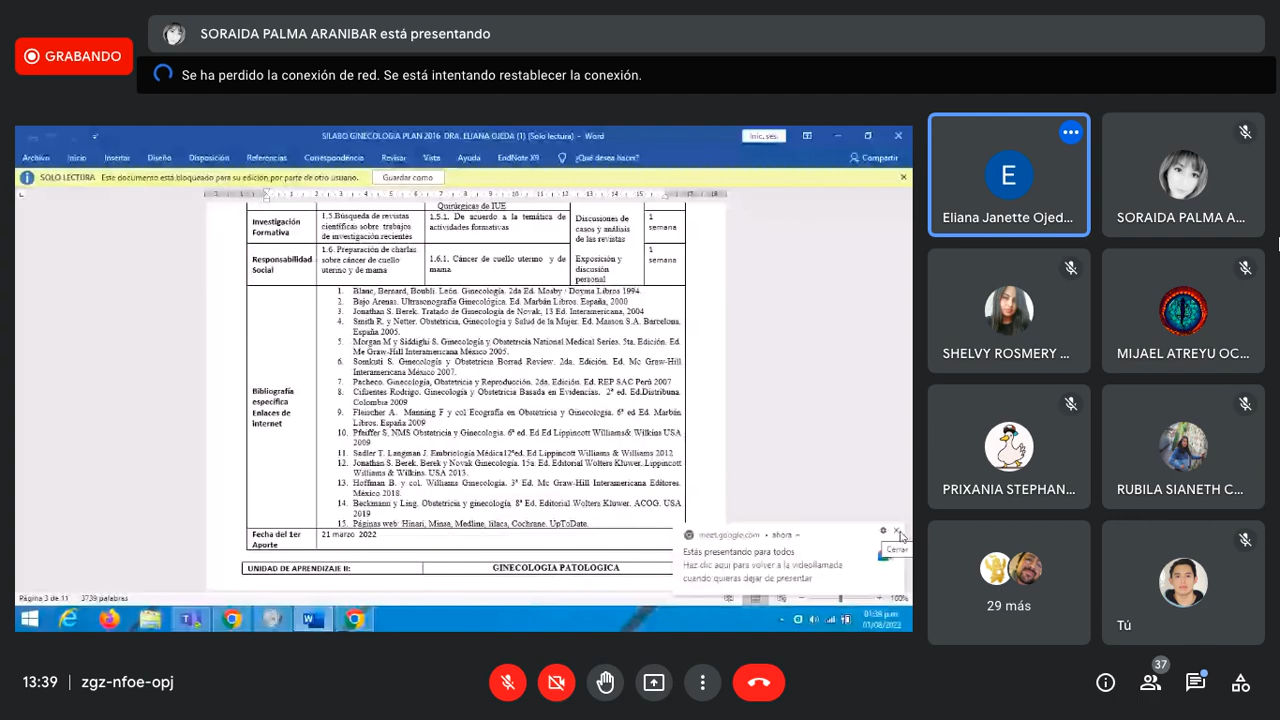 SORAIDA PALMA ARANIBAR está presentando
GRABANDO
Se ha perdido la conexión de red. Se está intentando restablecer la conexión.
SILABO GINECOLOGIA PLAN 2016 DRA. ELIANA OJEDA (1) (Solo lectura) - Word
Inic. ses.
Archivo Inicio Insertar Diseño Disposición Referencias Correspondencia Revisar Vista Ayuda EndNote X9 ¿Qué desea hacer? Compartir
SOLO LECTURA Este documento está bloqueado para su edición por parte de otro usuario. Guardar como
Quirúrgicas de IUE
Investigación Formativa
1.5.Búsqueda de revistas científicas sobre trabajos de investigación recientes
1.5.1. De acuerdo a la temática de actividades formativas
Discusiones de casos y análisis de las revistas
1 semana
Responsabilidad Social
1.6. Preparación de charlas sobre cáncer de cuello uterino y de mama
1.6.1. Cáncer de cuello uterino y de mama
Exposición y discusión personal
1 semana
Bibliografía específica Enlaces de internet
1. Blanc, Bernard, Boubli. León. Ginecología. 2da Ed. Mosby / Doyma Libros 1994.
2. Bajo Arenas. Ultrasonografía Ginecológica. Ed. Marbán Libros. España, 2000
3. Jonathan S. Berek. Tratado de Ginecología de Novak, 13 Ed. Interamericana, 2004
4. Smith R. y Netter. Obstetricia, Ginecología y Salud de la Mujer. Ed. Masson S.A. Barcelona.
España 2005.
5. Morgan M y Siddighi S. Ginecología y Obstetricia National Medical Series. 5ta. Edición. Ed.
Mc Graw-Hill Interamericana México 2005.
6. Somkuti S. Ginecología y Obstetricia Borrad Review. 2da. Edición. Ed. Mc Graw-Hill
Interamericana México 2007.
7. Pacheco. Ginecología, Obstetricia y Reproducción. 2da. Edición. Ed. REP SAC Perú 2007
8. Cifuentes Rodrigo. Ginecología y Obstetricia Basada en Evidencias. 2ª ed. Ed.Distribuna.
Colombia 2009
9. Fleischer A. Manning F y col Ecografía en Obstetricia y Ginecología. 6ª ed Ed. Marbán
Libros. España 2009
10. Pfeiffer S, NMS Obstetricia y Ginecología. 6ª ed. Ed Lippincott Williams& Wilkins USA
2009
11. Sadler T. Langman J. Embriología Médica12ªed. Ed Lippincott Williams & Williams 2012
12. Jonathan S. Berek. Berek y Novak Ginecología. 15a. Ed. Editorial Wolters Kluwer. Lippincott
Williams & Wilkins. USA 2013.
13. Hoffman B. y col. Williams Ginecología. 3ª Ed. Mc Graw-Hill Interamericana Editores.
México 2018.
14. Beckmann y Ling. Obstetricia y ginecología. 8ª Ed. Editorial Wolters Kluwer. ACOG. USA
2019
15. Páginas web: Hinari, Minsa, Medline, lilacs, Cochrane. UpToDate.
Fecha del 1er Aporte
21 marzo 2022
UNIDAD DE APRENDIZAJE II: GINECOLOGIA PATOLOGICA
meet.google.com • ahora
Estás presentando para todos
Haz clic aquí para volver a la videollamada
cuando quieras dejar de presentar
Cerrar
Página 3 de 11 3739 palabras
100%
01:39 p.m.
01/08/2023
E
Eliana Janette Ojed...
SORAIDA PALMA A...
SHELVY ROSMERY ...
MIJAEL ATREYU OC...
PRIXANIA STEPHAN...
RUBILA SIANETH C...
29 más
Tú
13:39 | zgz-nfoe-opj
37